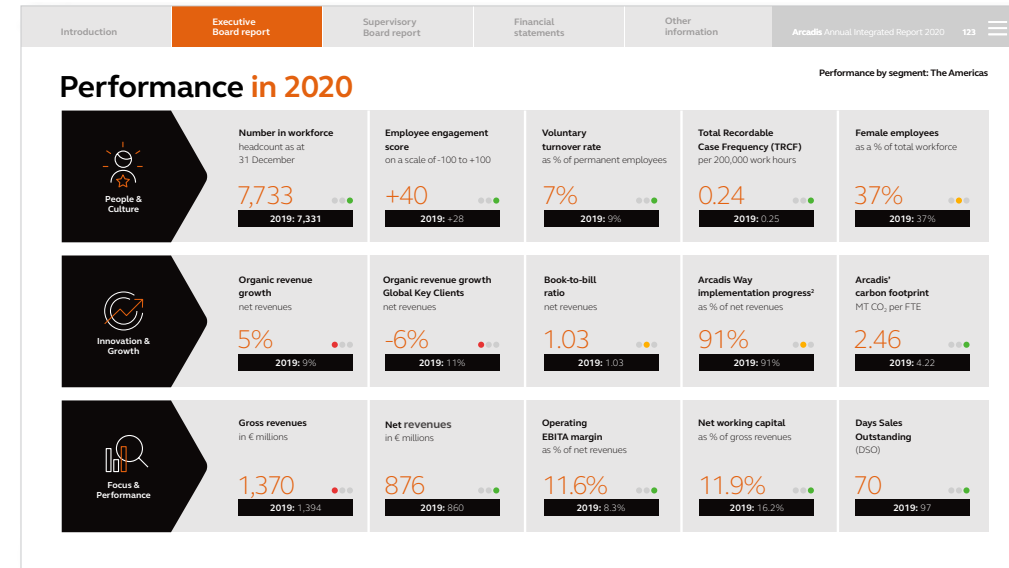 Introduction
Executive
Board report
Supervisory
Board report
Financial
statements
Other
information
Arcadis Annual Integrated Report 2020 123
Performance by segment: The Americas
Performance in 2020
People &
Culture
Number in workforce
headcount as at
31 December
7,733
2019: 7,331
Employee engagement
score
on a scale of -100 to +100
+40
2019: +28
Voluntary
turnover rate
as % of permanent employees
7%
2019: 9%
Total Recordable
Case Frequency (TRCF)
per 200,000 work hours
0.24
2019: 0.25
Female employees
as a % of total workforce
37%
2019: 37%
Innovation &
Growth
Organic revenue
growth
net revenues
5%
2019: 9%
Organic revenue growth
Global Key Clients
net revenues
-6%
2019: 11%
Book-to-bill
ratio
net revenues
1.03
2019: 1.03
Arcadis Way
implementation progress²
as % of net revenues
91%
2019: 91%
Arcadis'
carbon footprint
MT CO₂ per FTE
2.46
2019: 4.22
Focus &
Performance
Gross revenues
in € millions
1,370
2019: 1,394
Net revenues
in € millions
876
2019: 860
Operating
EBITA margin
as % of net revenues
11.6%
2019: 8.3%
Net working capital
as % of gross revenues
11.9%
2019: 16.2%
Days Sales
Outstanding
(DSO)
70
2019: 97